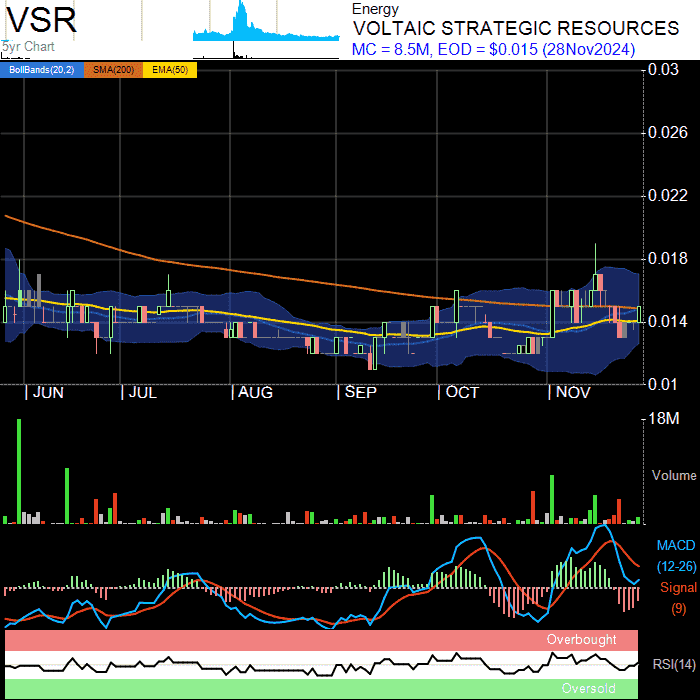 VSR
5yr Chart
Energy
VOLTAIC STRATEGIC RESOURCES
MC = 8.5M, EOD = $0.015 (28Nov2024)
BollBands(20,2) SMA(200) EMA(50)
0.03
0.026
0.022
0.018
0.014
0.01
JUN JUL AUG SEP OCT NOV
18M
Volume
MACD
(12-26)
Signal
(9)
Overbought
RSI(14)
Oversold